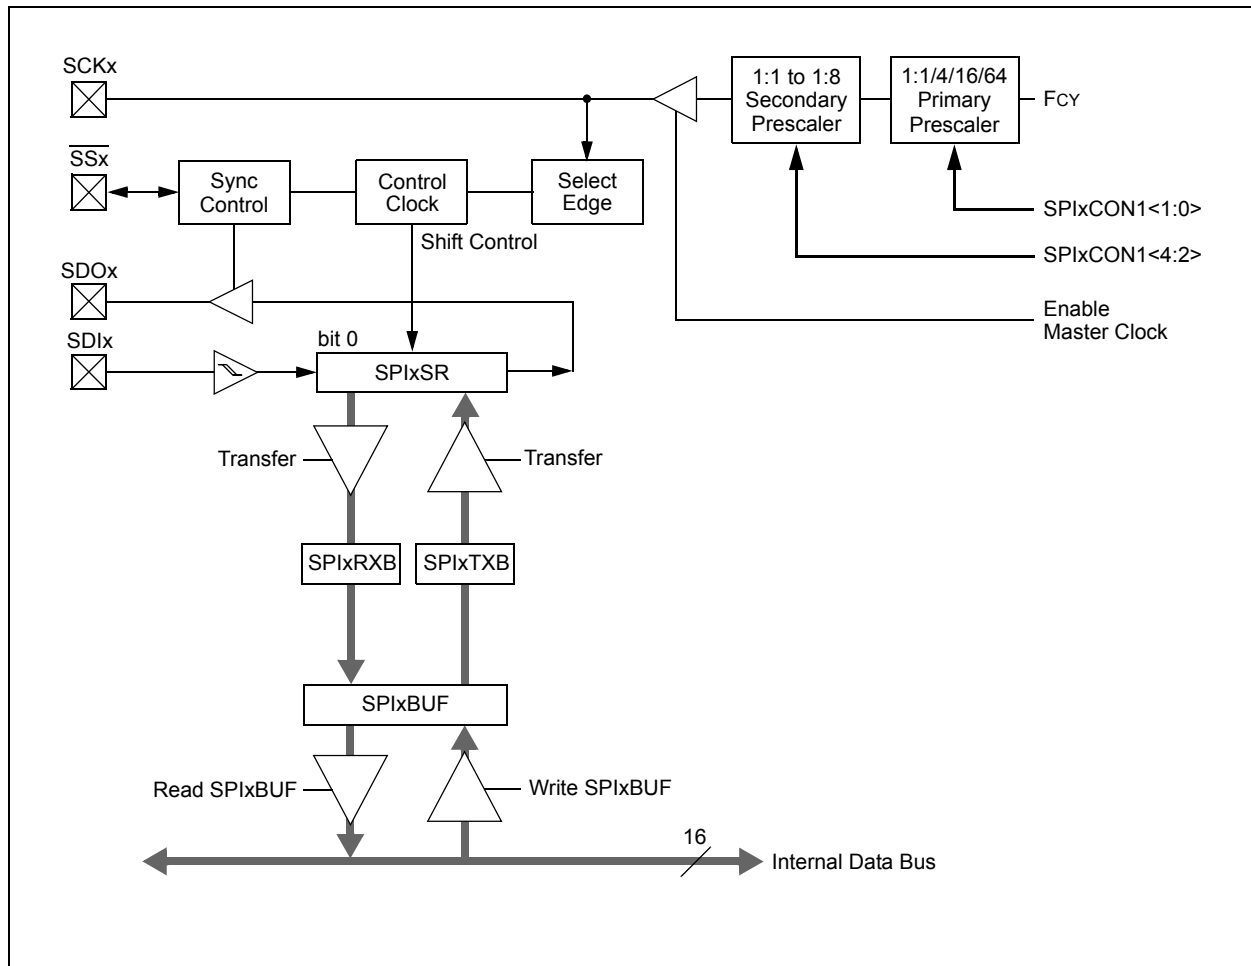 SCKx
1:1 to 1:8
Secondary
Prescaler
1:1/4/16/64
Primary
Prescaler
FCY
SSx
Sync
Control
Control
Clock
Select
Edge
SPIxCON1<1:0>
Shift Control
SPIxCON1<4:2>
SDOx
Enable
Master Clock
SDIx
bit 0
SPIxSR
Transfer
Transfer
SPIxRXB
SPIxTXB
SPIxBUF
Read SPIxBUF
Write SPIxBUF
16
Internal Data Bus